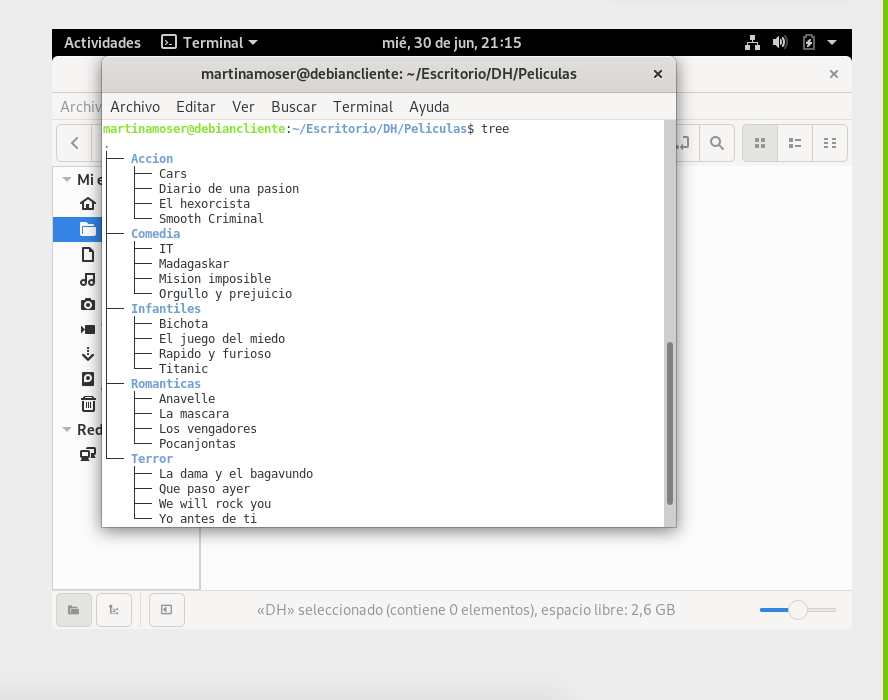 Actividades Terminal mié, 30 de jun, 21:15
martinamoser@debiancliente: ~/Escritorio/DH/Peliculas
Archivo Editar Ver Buscar Terminal Ayuda
martinamoser@debiancliente:~/Escritorio/DH/Peliculas$ tree
.
├── Accion
│   ├── Cars
│   ├── Diario de una pasion
│   ├── El hexorcista
│   └── Smooth Criminal
├── Comedia
│   ├── IT
│   ├── Madagaskar
│   ├── Mision imposible
│   └── Orgullo y prejuicio
├── Infantiles
│   ├── Bichota
│   ├── El juego del miedo
│   ├── Rapido y furioso
│   └── Titanic
├── Romanticas
│   ├── Anavelle
│   ├── La mascara
│   ├── Los vengadores
│   └── Pocanjontas
└── Terror
    ├── La dama y el bagavundo
    ├── Que paso ayer
    ├── We will rock you
    └── Yo antes de ti
Archiv
Mi e
Red
«DH» seleccionado (contiene 0 elementos), espacio libre: 2,6 GB